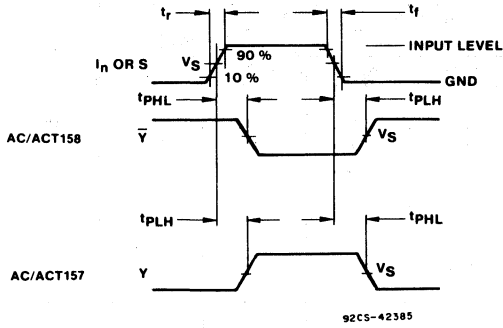 tr
tf
INPUT LEVEL
90 %
In OR S
VS
10 %
GND
tPHL
tPLH
AC/ACT158
Y
VS
tPLH
tPHL
AC/ACT157
Y
VS
92CS-42385